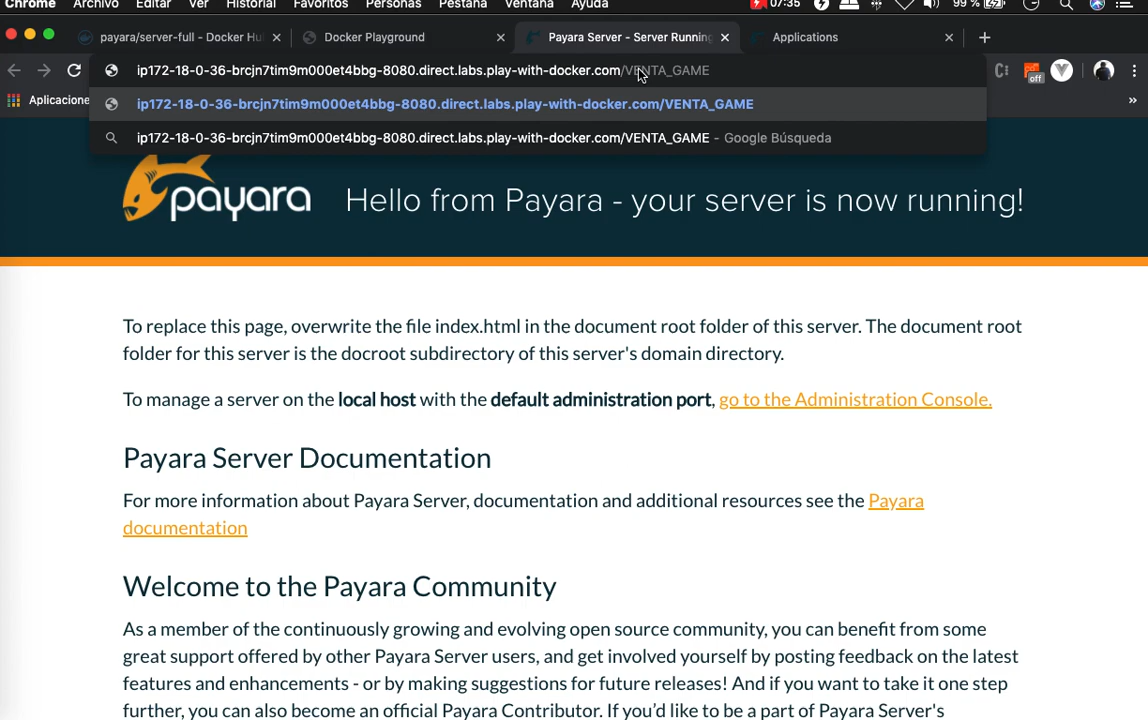 Chrome Archivo Editar Ver Historial Favoritos Personas Pestaña Ventana Ayuda 07:35 99 %
payara/server-full - Docker Hu Docker Playground Payara Server - Server Running Applications
ip172-18-0-36-brcjn7tim9m000et4bbg-8080.direct.labs.play-with-docker.com/VENTA_GAME off
Aplicacione ip172-18-0-36-brcjn7tim9m000et4bbg-8080.direct.labs.play-with-docker.com/VENTA_GAME »
ip172-18-0-36-brcjn7tim9m000et4bbg-8080.direct.labs.play-with-docker.com/VENTA_GAME - Google Búsqueda
payara Hello from Payara - your server is now running!
To replace this page, overwrite the file index.html in the document root folder of this server. The document root
folder for this server is the docroot subdirectory of this server's domain directory.
To manage a server on the local host with the default administration port, go to the Administration Console.
Payara Server Documentation
For more information about Payara Server, documentation and additional resources see the Payara
documentation
Welcome to the Payara Community
As a member of the continuously growing and evolving open source community, you can benefit from some
great support offered by other Payara Server users, and get involved yourself by posting feedback on the latest
features and enhancements - or by making suggestions for future releases! And if you want to take it one step
further, you can also become an official Payara Contributor. If you'd like to be a part of Payara Server's